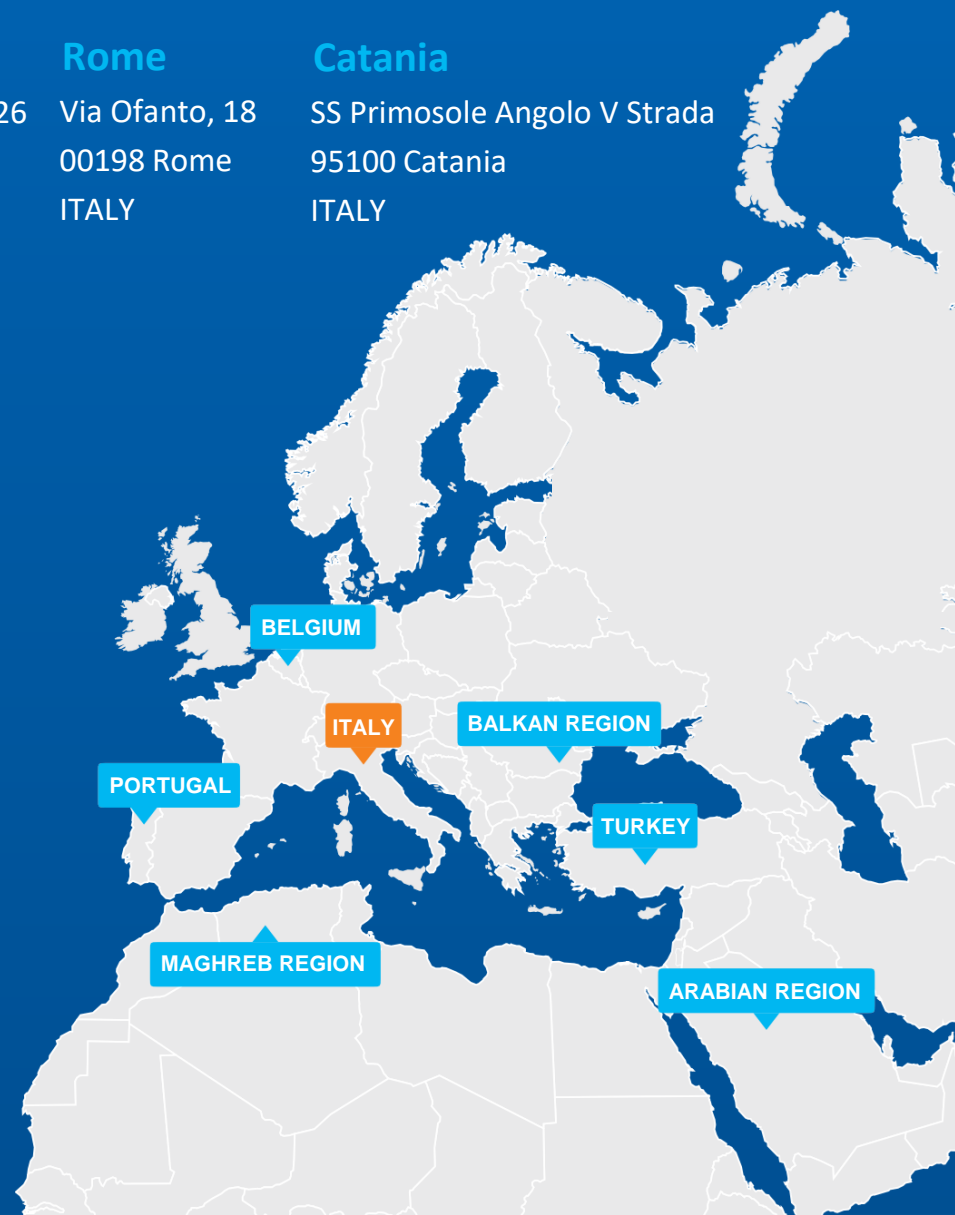 Rome
Via Ofanto, 18
00198 Rome
ITALY
Catania
SS Primosole Angolo V Strada
95100 Catania
ITALY
26
BELGIUM
ITALY
BALKAN REGION
PORTUGAL
TURKEY
MAGHREB REGION
ARABIAN REGION